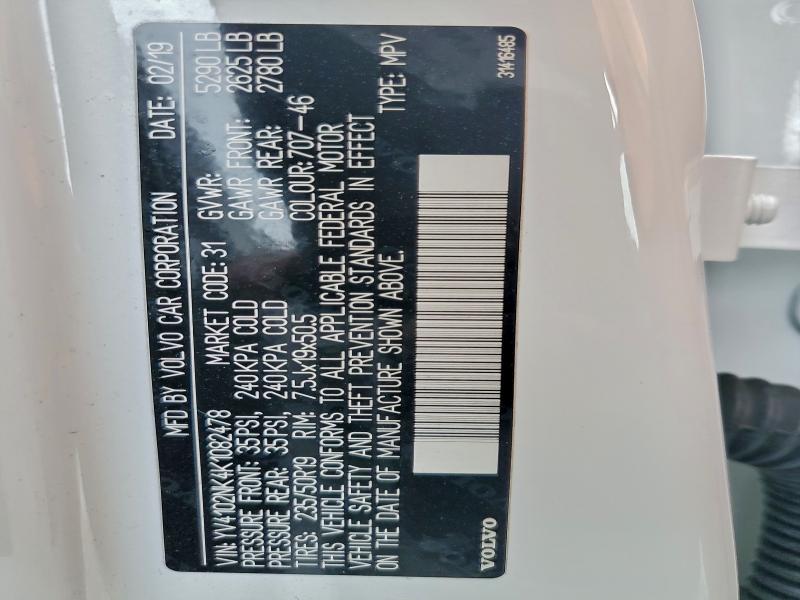 MFD BY VOLVO CAR CORPORATION DATE: 02/19
VIN: YV4102NK4K1082478 MARKET CODE: 31 GVWR: 5290 LB
PRESSURE FRONT: 35PSI, 240KPA COLD GAWR FRONT: 2625 LB
PRESSURE REAR: 35PSI, 240KPA COLD GAWR REAR: 2780 LB
TIRES: 235/50R19 RIM: 7.5Jx19x50.5 COLOUR: 707-46
THIS VEHICLE CONFORMS TO ALL APPLICABLE FEDERAL MOTOR
VEHICLE SAFETY AND THEFT PREVENTION STANDARDS IN EFFECT
ON THE DATE OF MANUFACTURE SHOWN ABOVE. TYPE: MPV
VOLVO 31416485